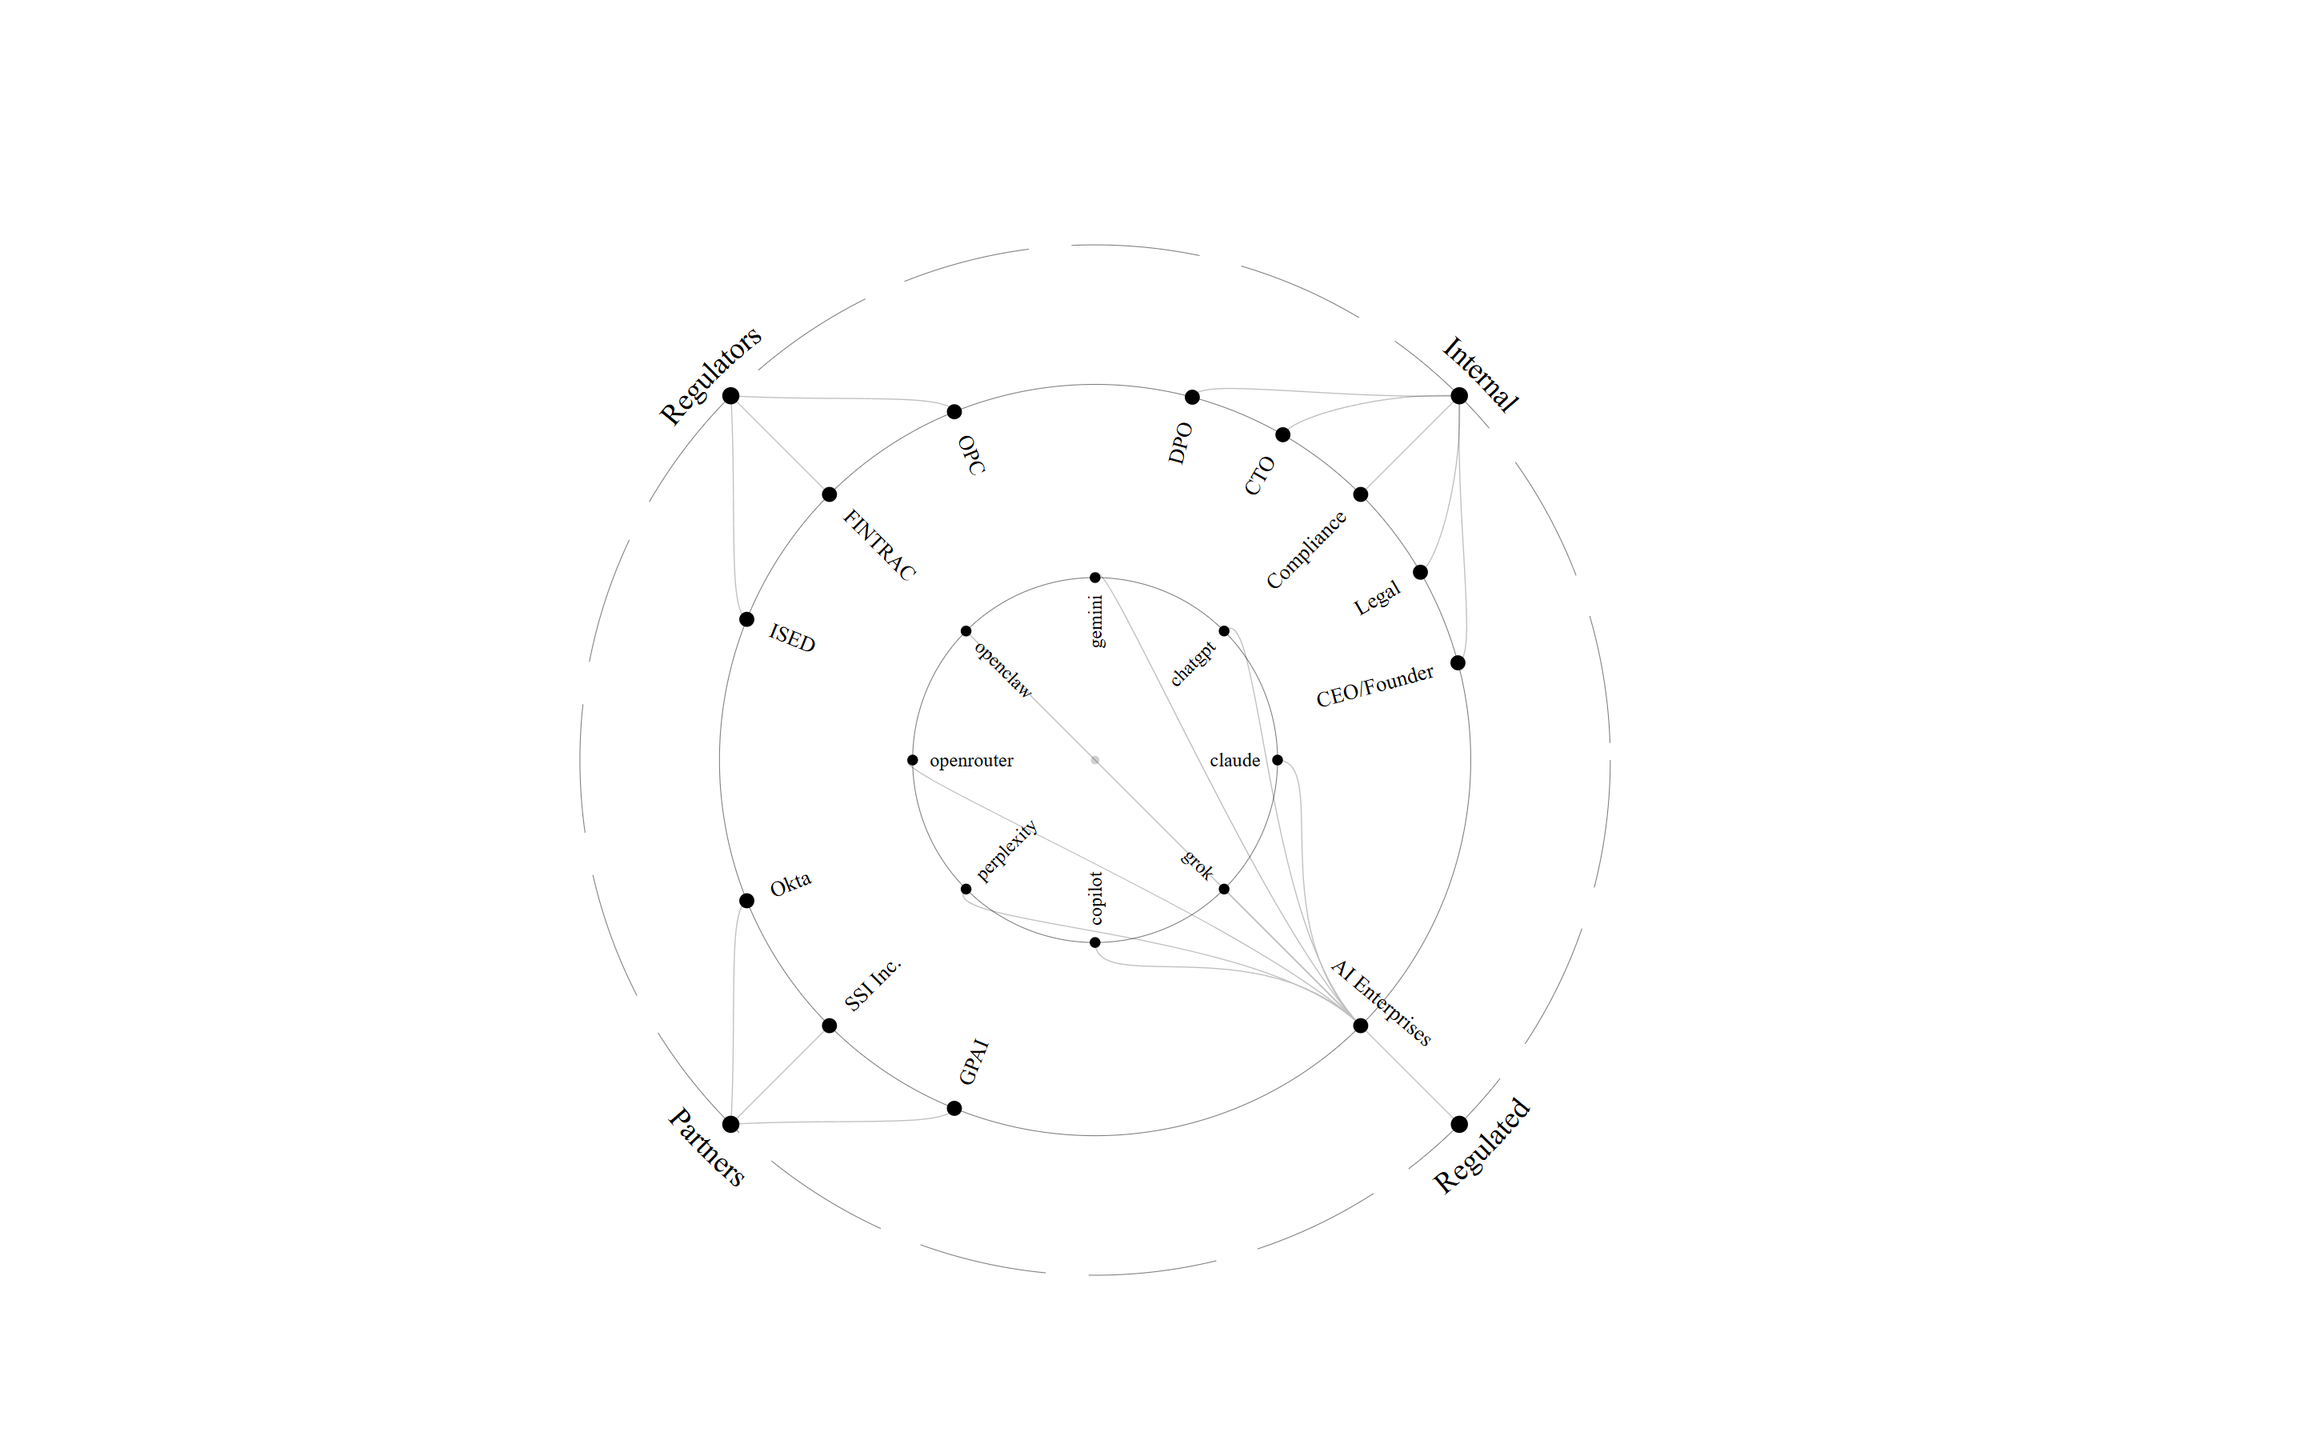 Regulators
Internal
OPC
DPO
CTO
FINTRAC
Compliance
Legal
ISED
CEO/Founder
gemini
chatgpt
openclaw
openrouter
claude
perplexity
copilot
grok
Okta
SSI Inc.
GPAI
AI Enterprises
Partners
Regulated